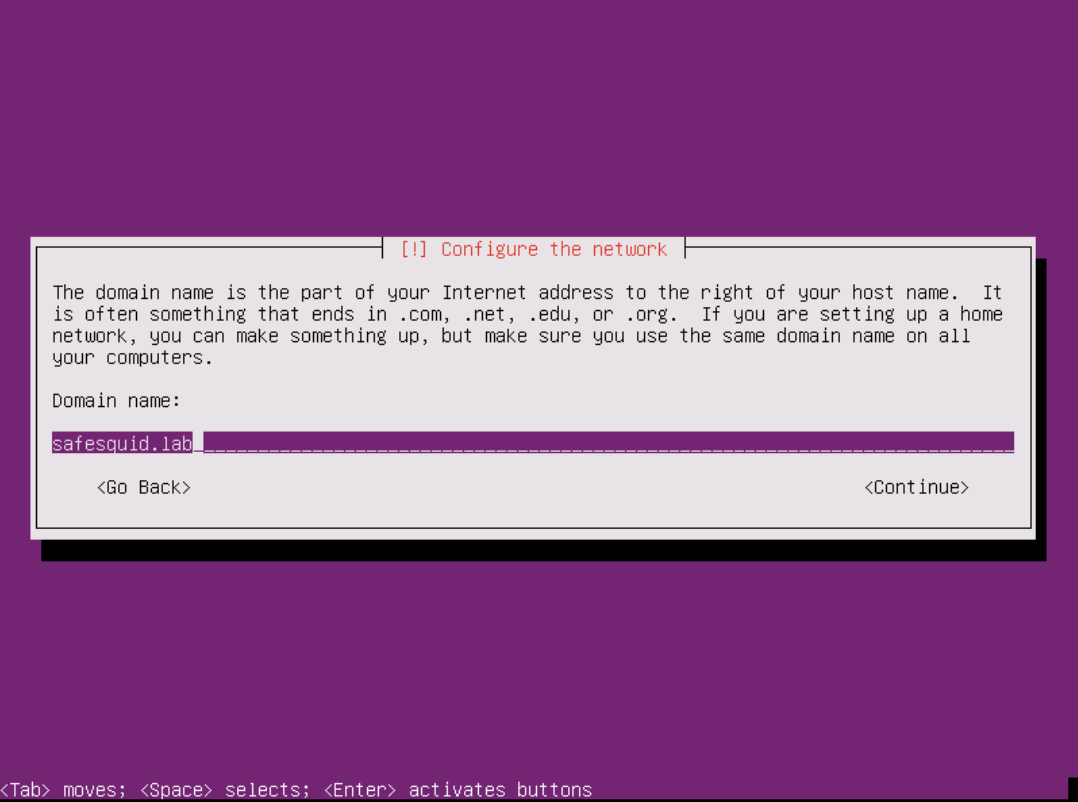 [!] Configure the network
The domain name is the part of your Internet address to the right of your host name.  It
is often something that ends in .com, .net, .edu, or .org.  If you are setting up a home
network, you can make something up, but make sure you use the same domain name on all
your computers.
Domain name:
safesquid.lab
<Go Back> <Continue>
<Tab> moves; <Space> selects; <Enter> activates buttons